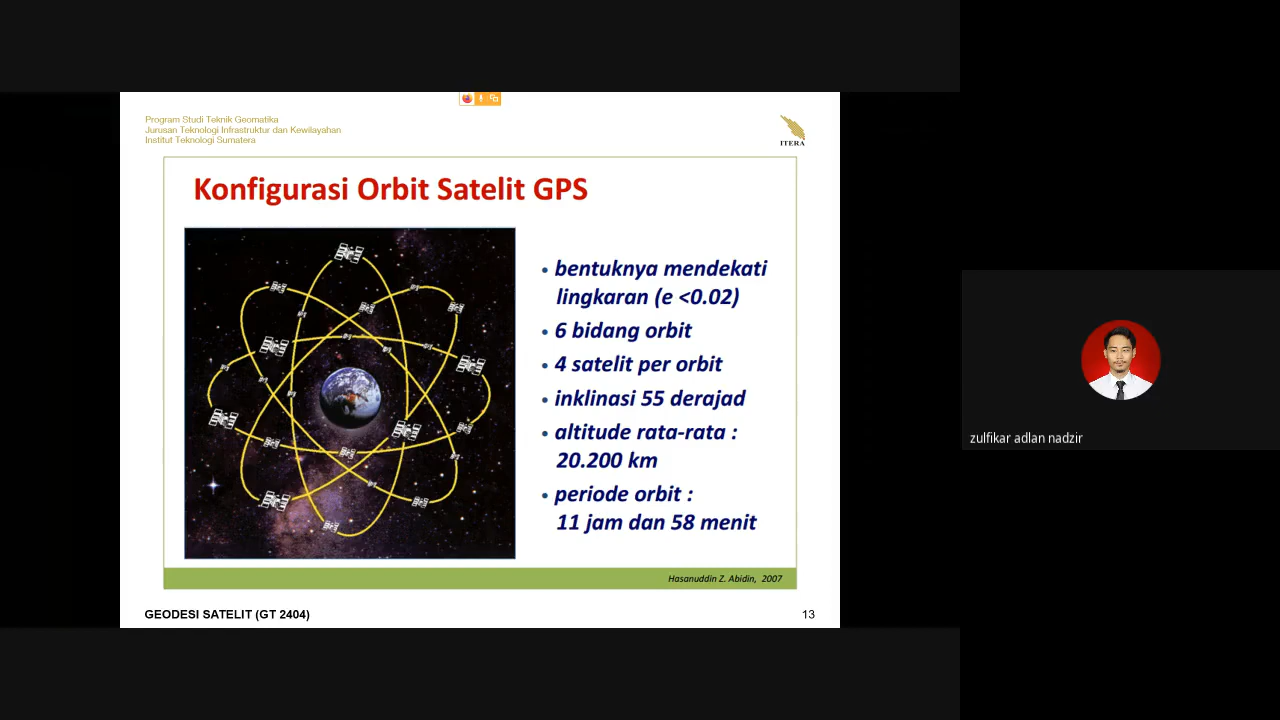 Program Studi Teknik Geomatika
Jurusan Teknologi Infrastruktur dan Kewilayahan
Institut Teknologi Sumatera
ITERA
Konfigurasi Orbit Satelit GPS
• bentuknya mendekati
lingkaran (e <0.02)
• 6 bidang orbit
• 4 satelit per orbit
• inklinasi 55 derajad
• altitude rata-rata :
20.200 km
• periode orbit :
11 jam dan 58 menit
Hasanuddin Z. Abidin, 2007
GEODESI SATELIT (GT 2404)
13
zulfikar adlan nadzir